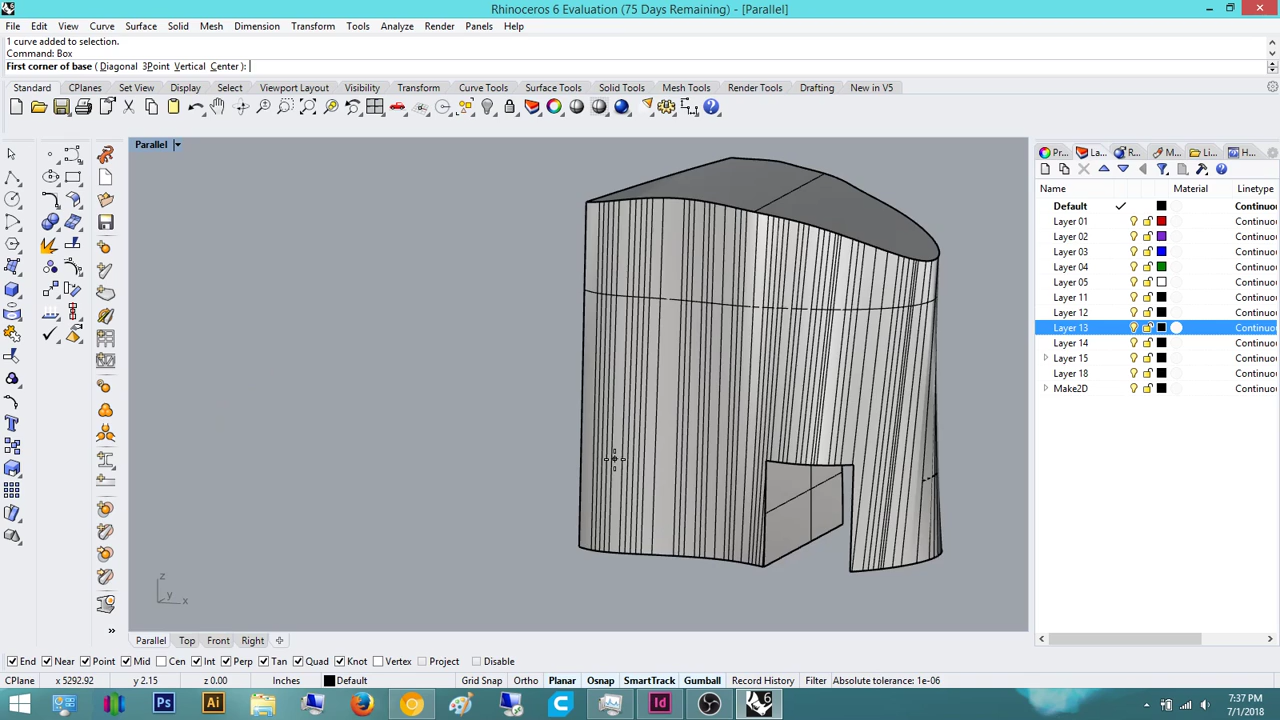 Rhinoceros 6 Evaluation (75 Days Remaining) - [Parallel]
File Edit View Curve Surface Solid Mesh Dimension Transform Tools Analyze Render Panels Help
1 curve added to selection.
Command: Box
First corner of base ( Diagonal 3Point Vertical Center ):
Standard CPlanes Set View Display Select Viewport Layout Visibility Transform Curve Tools Surface Tools Solid Tools Mesh Tools Render Tools Drafting New in V5
Parallel
Pr... La... R... M... Li... H...
Name Material Linetype
Default Continuou
Layer 01 Continuou
Layer 02 Continuou
Layer 03 Continuou
Layer 04 Continuou
Layer 05 Continuou
Layer 11 Continuou
Layer 12 Continuou
Layer 13 Continuou
Layer 14 Continuou
Layer 15 Continuou
Layer 18 Continuou
Make2D Continuou
z
y
x
Parallel Top Front Right
End Near Point Mid Cen Int Perp Tan Quad Knot Vertex Project Disable
CPlane x 5292.92 y 2.15 z 0.00 Inches Default Grid Snap Ortho Planar Osnap SmartTrack Gumball Record History Filter Absolute tolerance: 1e-06
Ps Ai Id 6
7:37 PM
7/1/2018